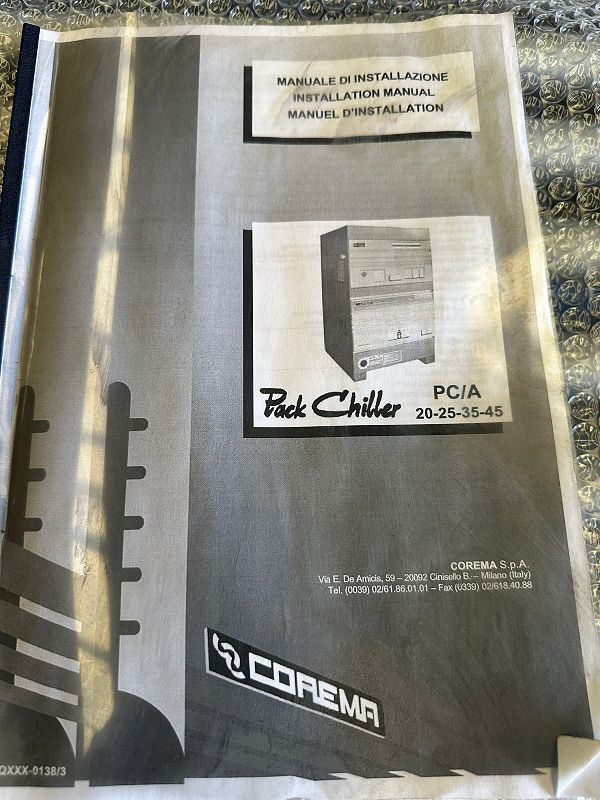 MANUALE DI INSTALLAZIONE
INSTALLATION MANUAL
MANUEL D'INSTALLATION
Pack Chiller
PC/A
20-25-35-45
COREMA S.p.A.
Via E. De Amicis, 59 – 20092 Cinisello B. – Milano (Italy)
Tel. (0039) 02/61.86.01.01 – Fax (0339) 02/618.40.88
COREMA
QXXX-0138/3